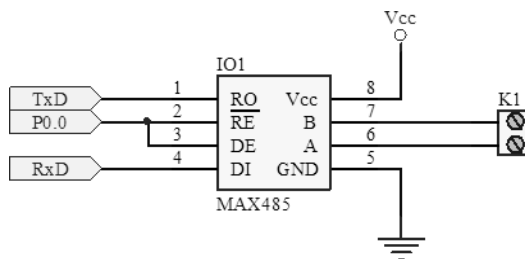 Vcc
IO1
TxD 1 RO Vcc 8
P0.0 2 RE B 7 K1
3 DE A 6
RxD 4 DI GND 5
MAX485